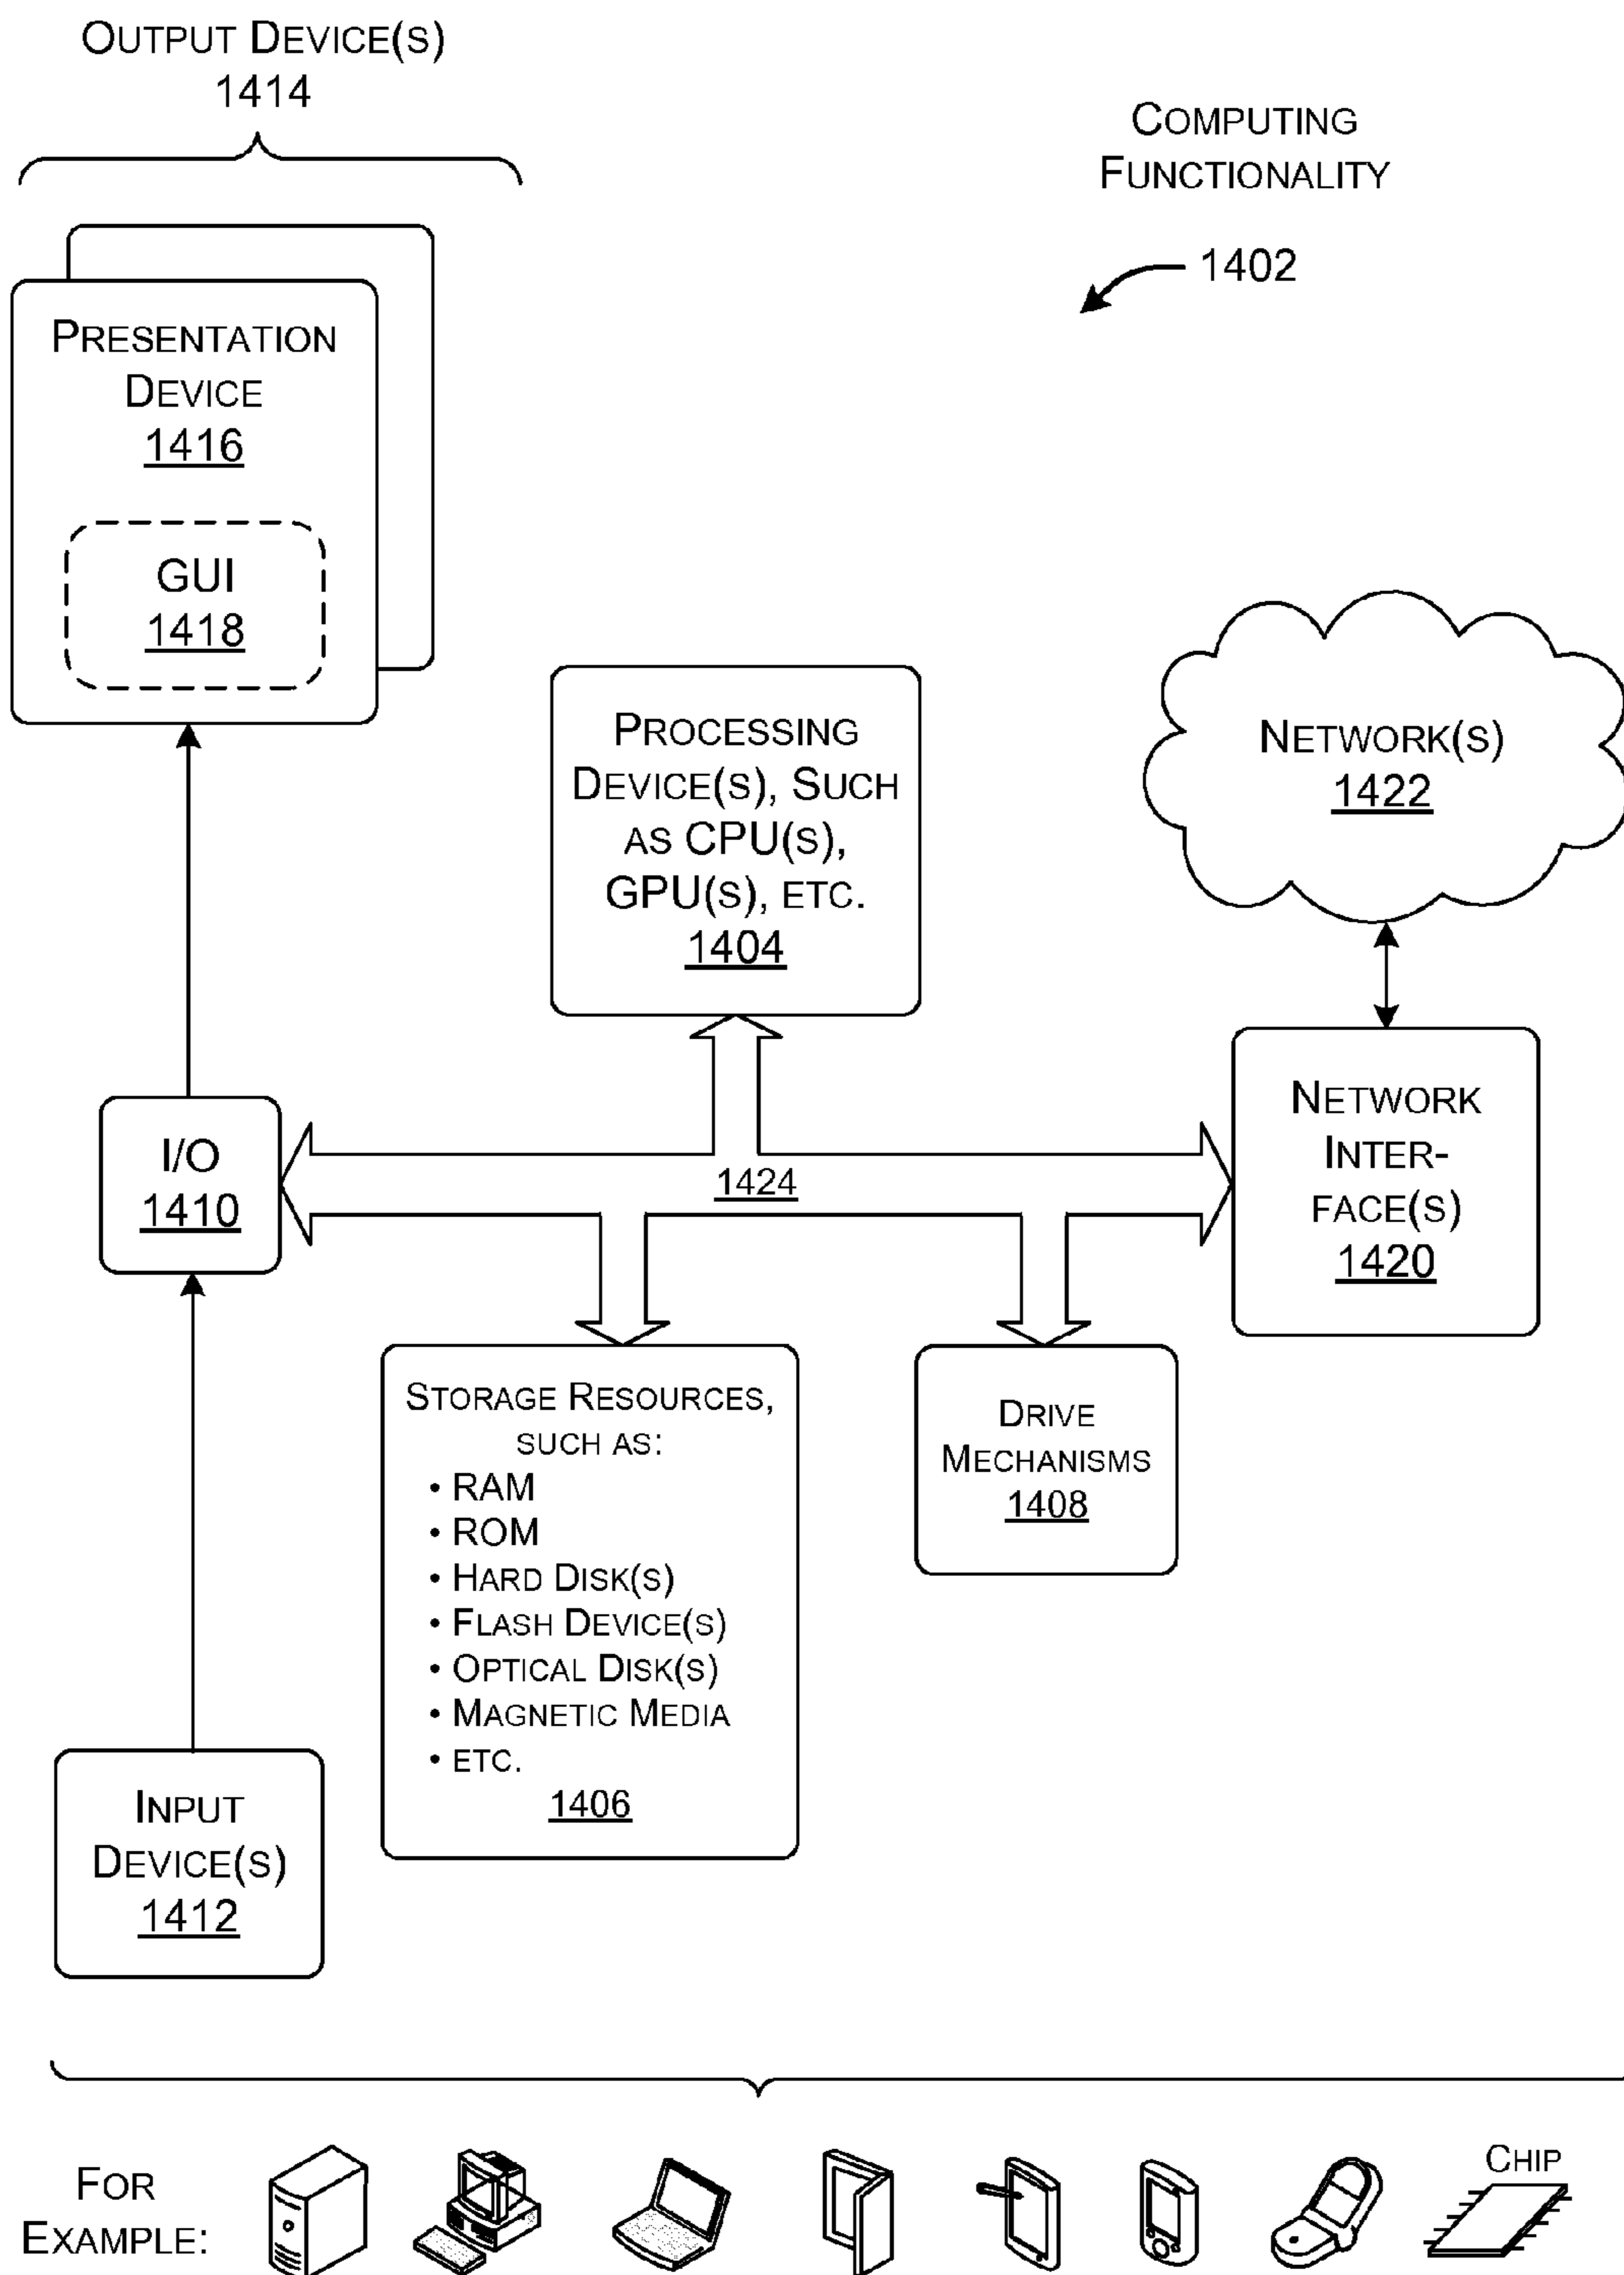 OUTPUT DEVICE(S)
1414
COMPUTING
FUNCTIONALITY
1402
PRESENTATION
DEVICE
1416
GUI
1418
PROCESSING
DEVICE(S), SUCH
AS CPU(S),
GPU(S), ETC.
1404
NETWORK(S)
1422
NETWORK
INTER-
FACE(S)
1420
I/O
1410
1424
STORAGE RESOURCES,
SUCH AS:
• RAM
• ROM
• HARD DISK(S)
• FLASH DEVICE(S)
• OPTICAL DISK(S)
• MAGNETIC MEDIA
• ETC.
1406
DRIVE
MECHANISMS
1408
INPUT
DEVICE(S)
1412
FOR
EXAMPLE:
CHIP